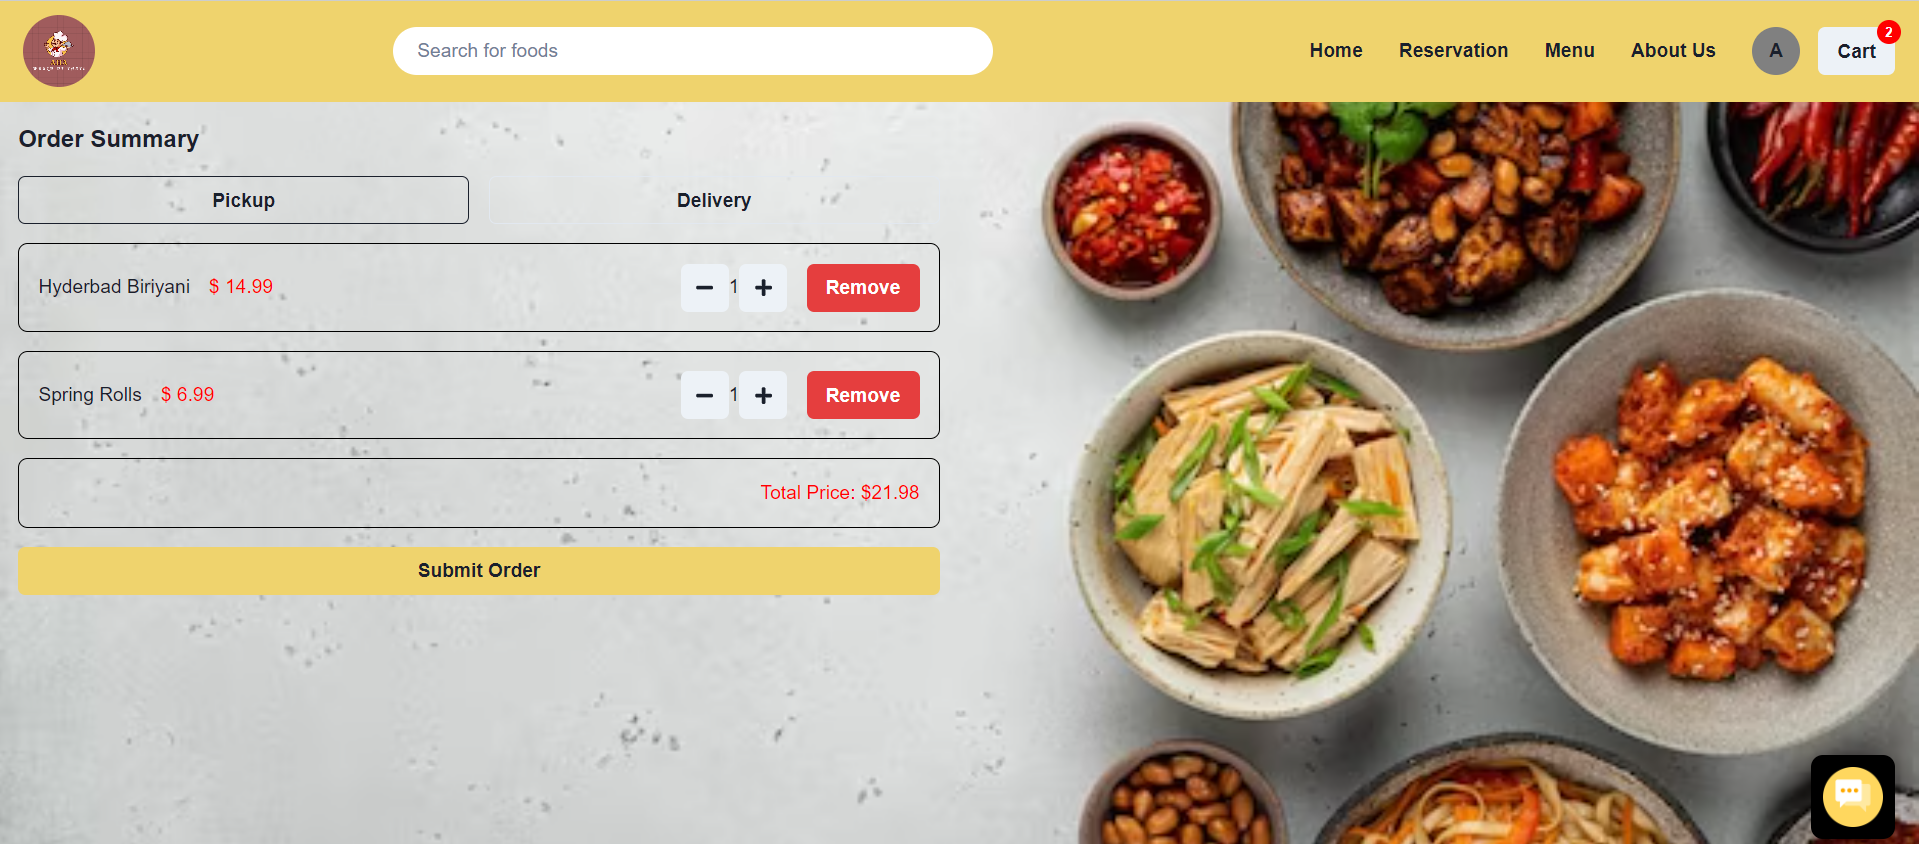 Search for foods
Home
Reservation
Menu
About Us
A
Cart
2
Order Summary
Pickup
Delivery
Hyderbad Biriyani $ 14.99
1
Remove
Spring Rolls $ 6.99
1
Remove
Total Price: $21.98
Submit Order